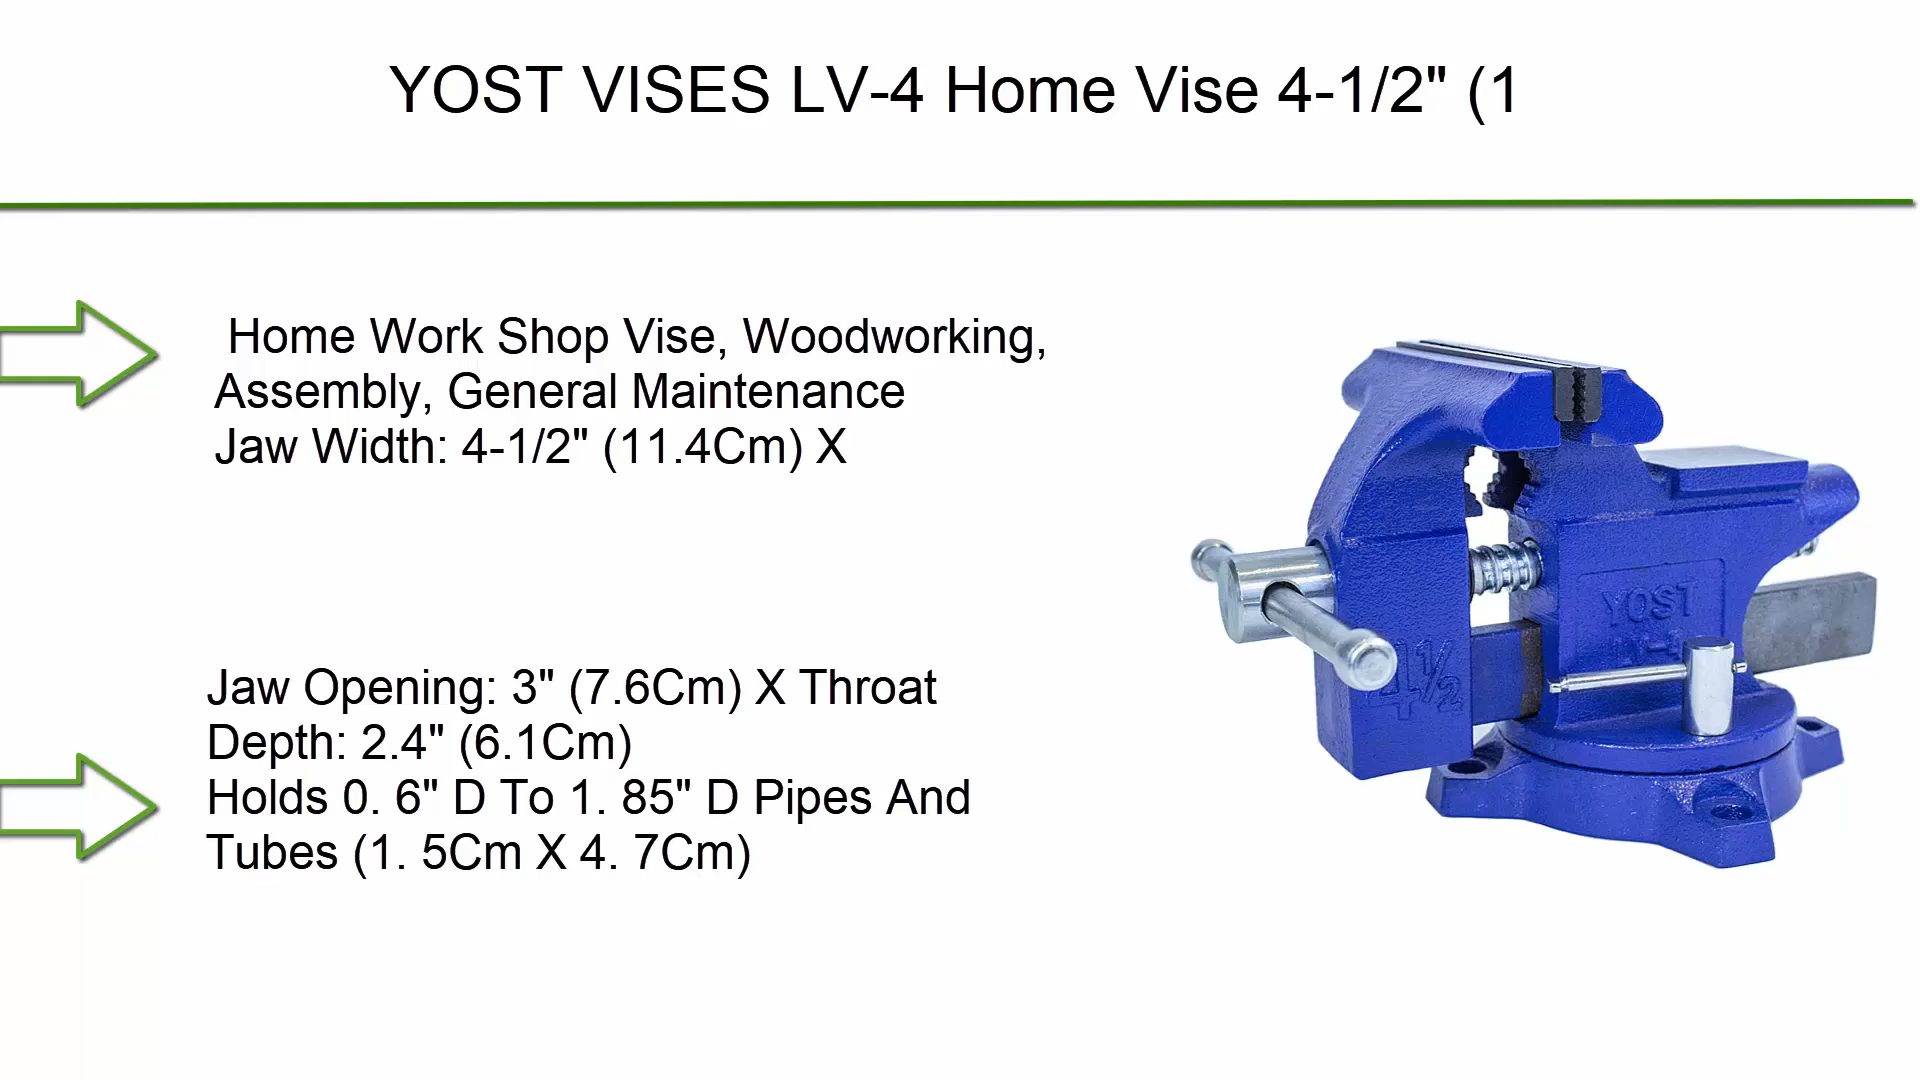 YOST VISES LV-4 Home Vise 4-1/2" (1
Home Work Shop Vise, Woodworking,
Assembly, General Maintenance
Jaw Width: 4-1/2" (11.4Cm) X
Jaw Opening: 3" (7.6Cm) X Throat
Depth: 2.4" (6.1Cm)
Holds 0. 6" D To 1. 85" D Pipes And
Tubes (1. 5Cm X 4. 7Cm)
YOST
4½